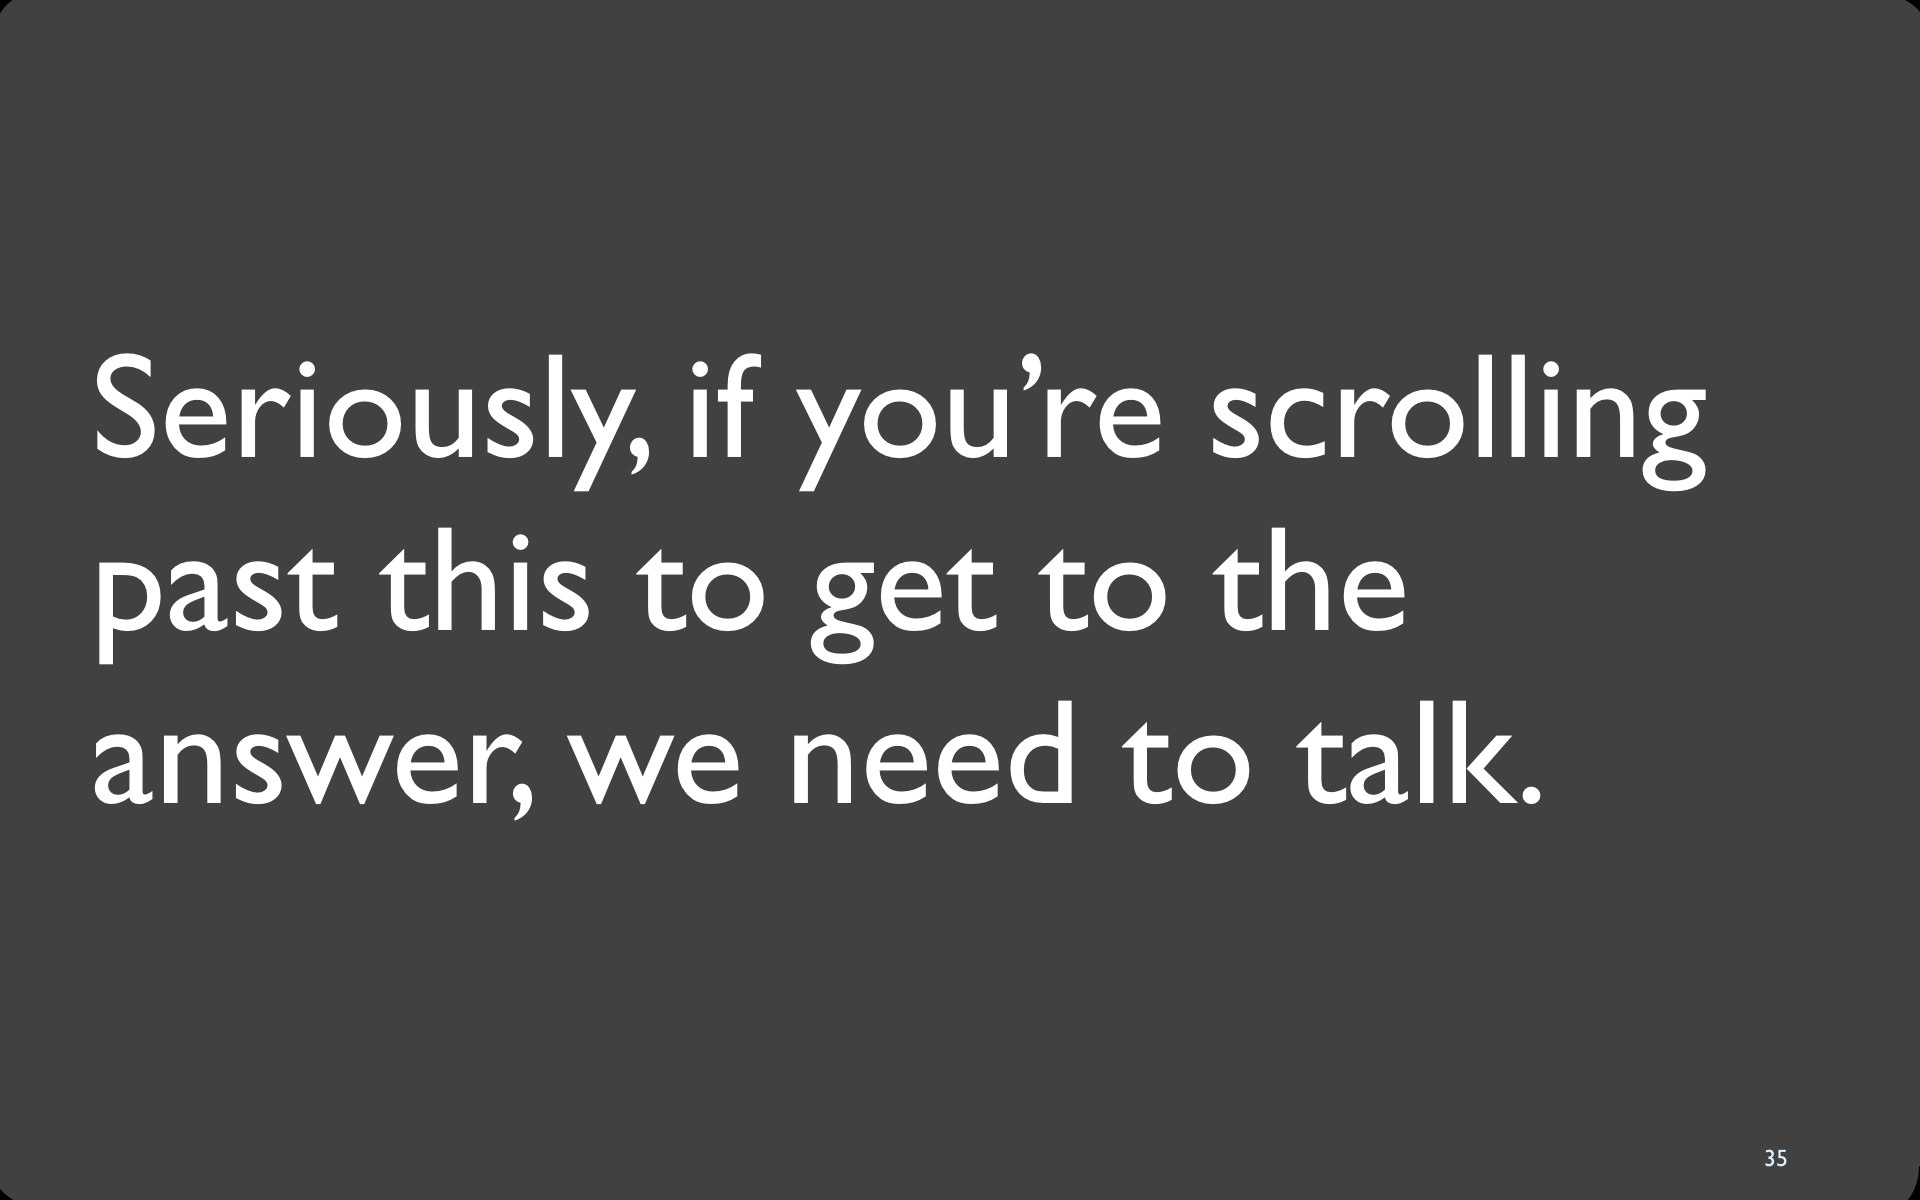 Seriously, if you’re scrolling
past this to get to the
answer, we need to talk.
35